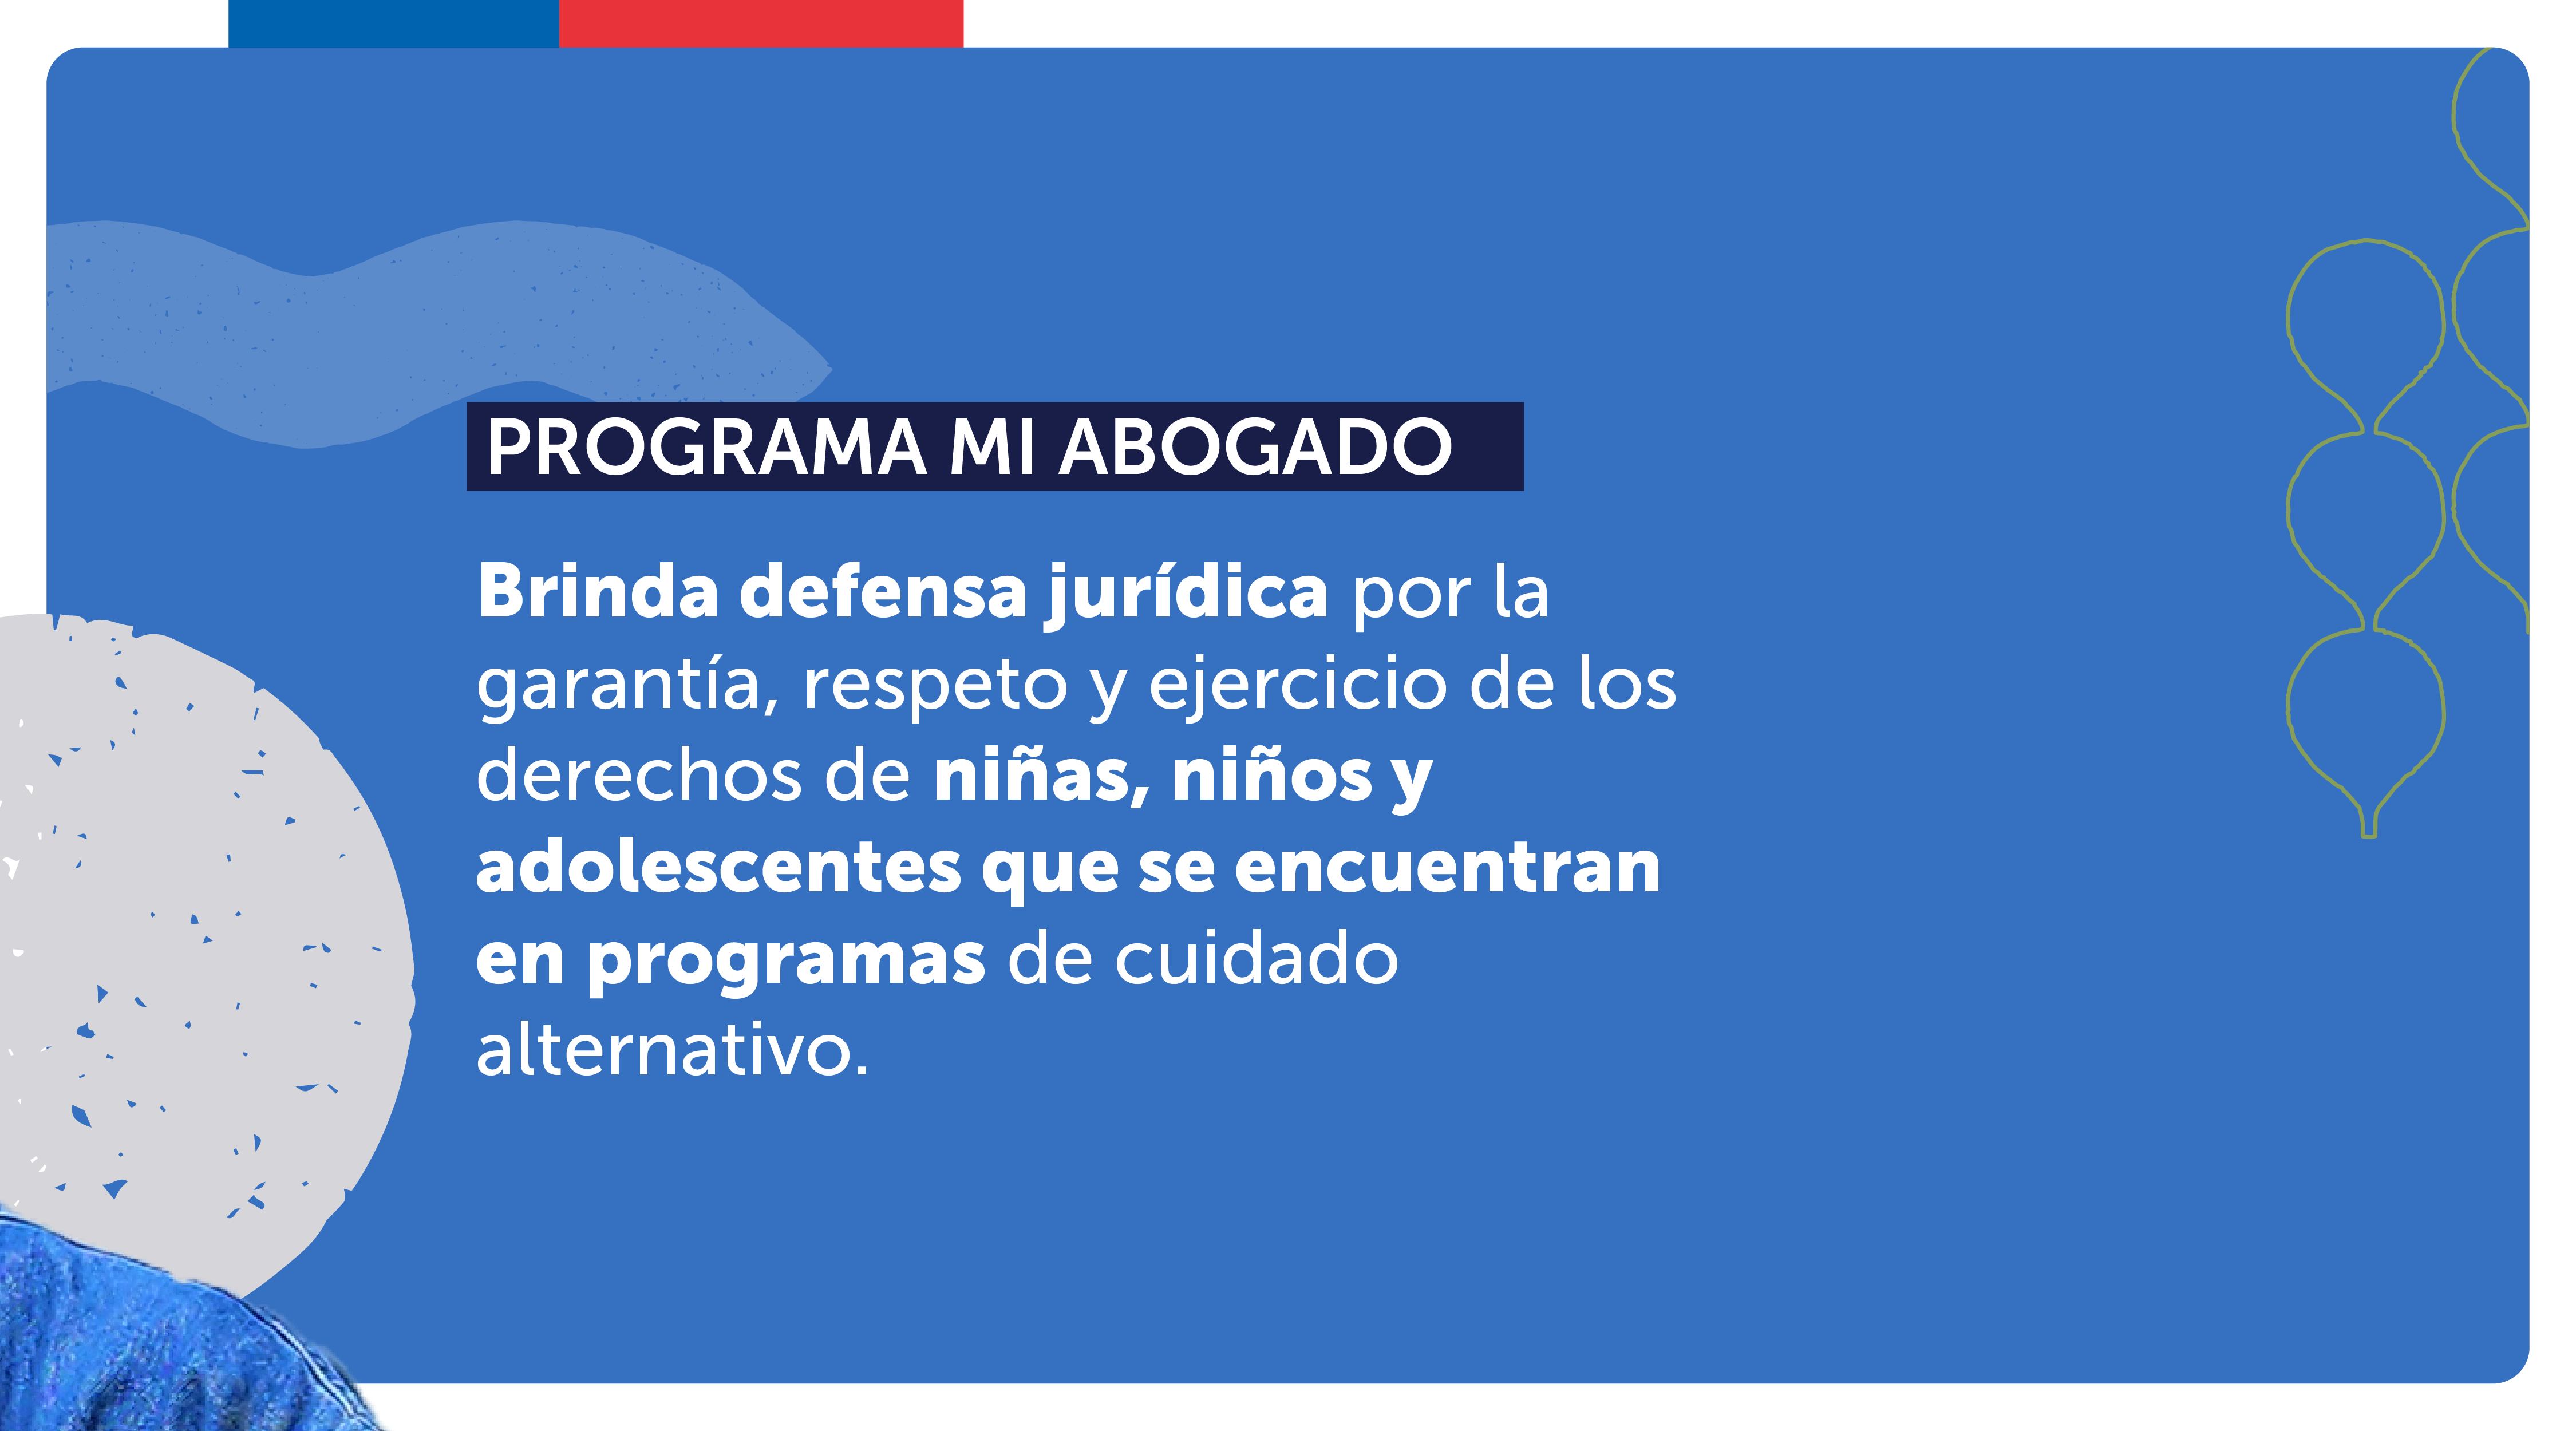 PROGRAMA MI ABOGADO
Brinda defensa jurídica por la
garantía, respeto y ejercicio de los
derechos de niñas, niños y
adolescentes que se encuentran
en programas de cuidado
alternativo.